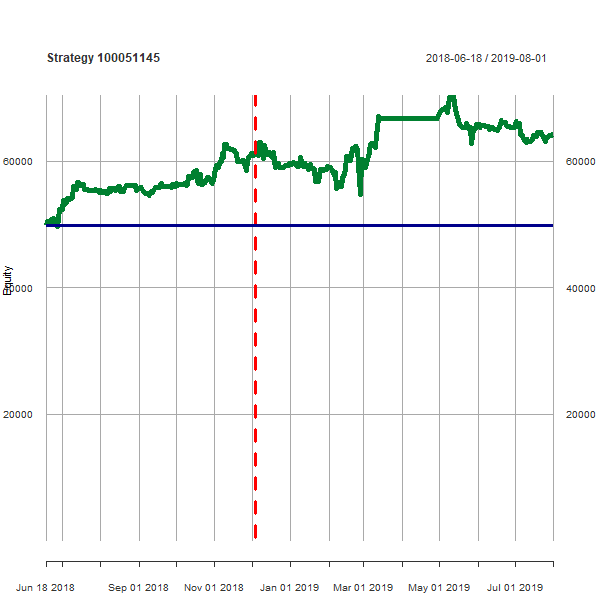 Strategy 100051145
2018-06-18 / 2019-08-01
60000
60000
Equity
40000
40000
20000
20000
Jun 18 2018
Sep 01 2018
Nov 01 2018
Jan 01 2019
Mar 01 2019
May 01 2019
Jul 01 2019